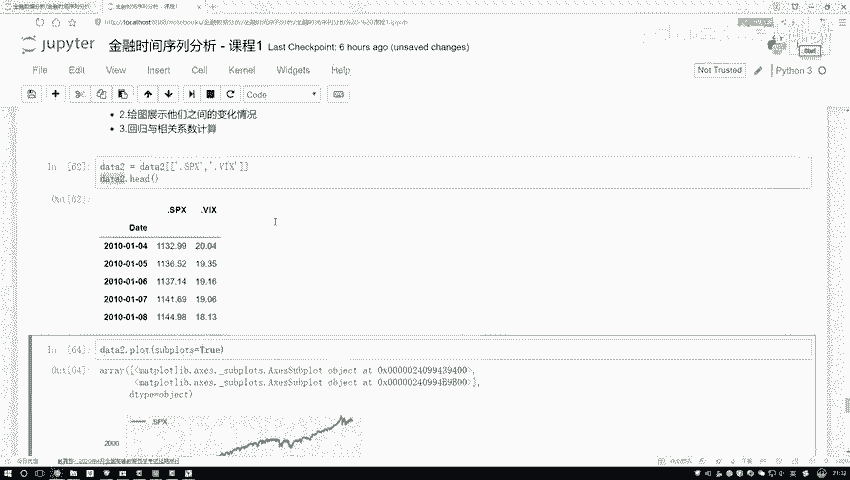 http://localhost:8888/notebooks/
jupyter 金融时间序列分析 - 课程1 Last Checkpoint: 6 hours ago (unsaved changes)
File Edit View Insert Cell Kernel Widgets Help
Not Trusted Python 3
Code
2.绘图展示他们之间的变化情况
3.回归与相关系数计算
In [62]: data2 = data2[['.SPX','.VIX']]
data2.head()
Out[62]:
.SPX .VIX
Date
2010-01-04 1132.99 20.04
2010-01-05 1136.52 19.35
2010-01-06 1137.14 19.16
2010-01-07 1141.69 19.06
2010-01-08 1144.98 18.13
In [64]: data2.plot(subplots=True)
Out[64]: array([<matplotlib.axes._subplots.AxesSubplot object at 0x0000024099439400>,
<matplotlib.axes._subplots.AxesSubplot object at
dtype=object)
.SPX
2000
21:32